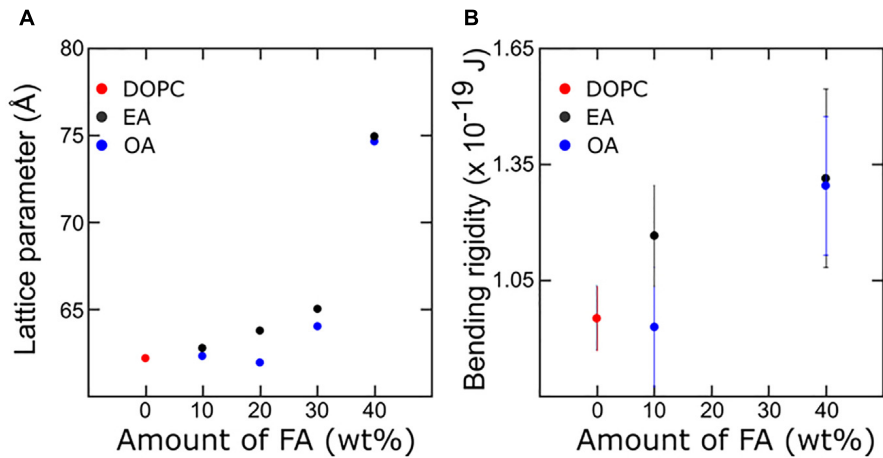 A
Lattice parameter (Å)
80
75
70
65
DOPC
EA
OA
0 10 20 30 40
Amount of FA (wt%)
B
Bending rigidity (x 10⁻¹⁹ J)
1.65
1.35
1.05
DOPC
EA
OA
0 10 20 30 40
Amount of FA (wt%)